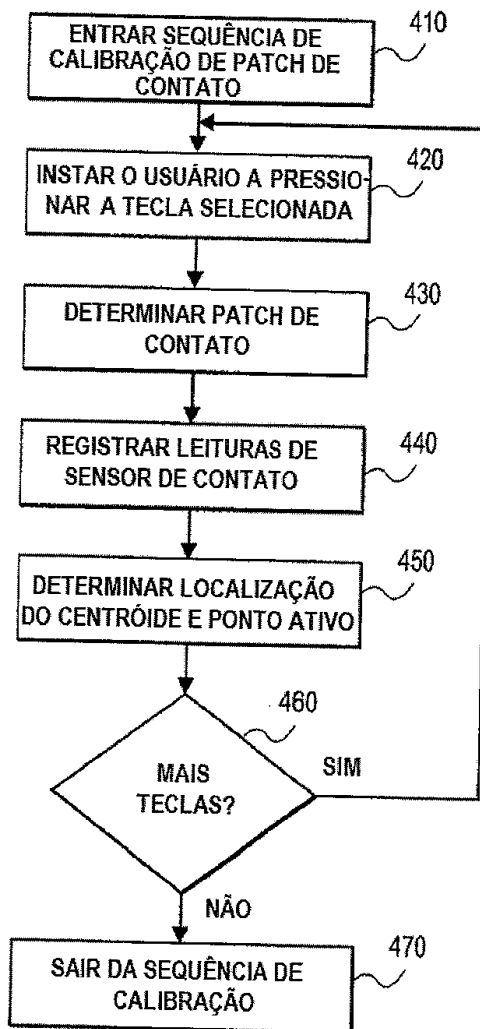 410
ENTRAR SEQUÊNCIA DE
CALIBRAÇÃO DE PATCH DE
CONTATO
420
INSTAR O USUÁRIO A PRESSIO-
NAR A TECLA SELECIONADA
430
DETERMINAR PATCH DE
CONTATO
440
REGISTRAR LEITURAS DE
SENSOR DE CONTATO
450
DETERMINAR LOCALIZAÇÃO
DO CENTRÓIDE E PONTO ATIVO
460
MAIS
TECLAS?
SIM
NÃO
470
SAIR DA SEQUÊNCIA DE
CALIBRAÇÃO